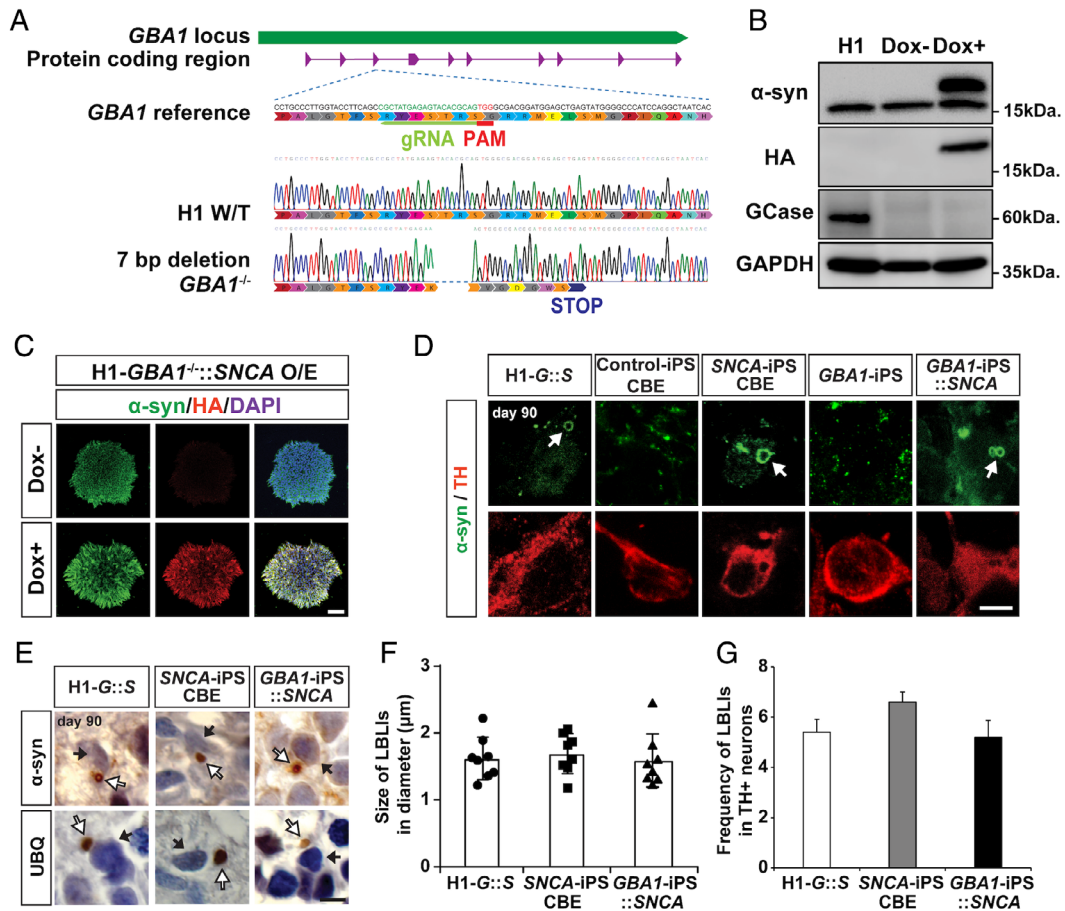 A
GBA1 locus
Protein coding region
GBA1 reference
CCTGCCCTTGGTACCTTCAGCCGCTATGAGAGTACACGCAGTGGGCGACGGATGGAGCTGAGTATGGGGCCCATCCAGGCTAATCAC
P A L G T F S R Y E S T R S G R R M E L S M G P I Q A N H
gRNA PAM
CCTGCCCTTGGTACCTTCAGCCGCTATGAGAGTACACGCAGTGGGCGACGGATGGAGCTGAGTATGGGGCCCATCCAGGCTAATCAC
H1 W/T
P A L G T F S R Y E S T R S G R R M E L S M G P I Q A N H
7 bp deletion
GBA1-/-
STOP
B
H1 Dox- Dox+
α-syn
15kDa.
HA
15kDa.
GCase
60kDa.
GAPDH
35kDa.
C
H1-GBA1-/-::SNCA O/E
α-syn/HA/DAPI
Dox-
Dox+
D
H1-G::S
Control-iPS
CBE
SNCA-iPS
CBE
GBA1-iPS
GBA1-iPS
::SNCA
day 90
α-syn / TH
E
H1-G::S
SNCA-iPS
CBE
GBA1-iPS
::SNCA
day 90
α-syn
UBQ
F
Size of LBLIs
in diameter (μm)
3
2
1
0
H1-G::S
SNCA-iPS
CBE
GBA1-iPS
::SNCA
G
Frequency of LBLIs
in TH+ neurons
8
6
4
2
0
H1-G::S
SNCA-iPS
CBE
GBA1-iPS
::SNCA